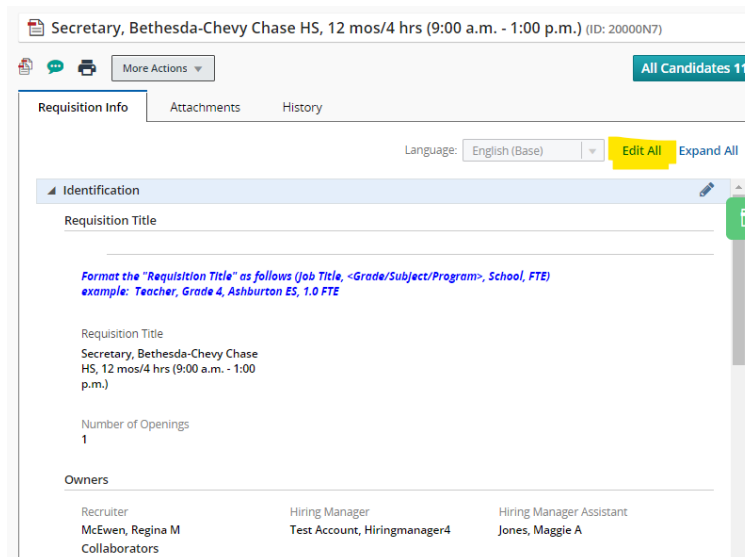 Secretary, Bethesda-Chevy Chase HS, 12 mos/4 hrs (9:00 a.m. - 1:00 p.m.) (ID: 20000N7)
More Actions
All Candidates 11
Requisition Info Attachments History
Language: English (Base) Edit All Expand All
Identification
Requisition Title
Format the "Requisition Title" as follows (Job Title, <Grade/Subject/Program>, School, FTE)
example: Teacher, Grade 4, Ashburton ES, 1.0 FTE
Requisition Title
Secretary, Bethesda-Chevy Chase
HS, 12 mos/4 hrs (9:00 a.m. - 1:00
p.m.)
Number of Openings
1
Owners
Recruiter Hiring Manager Hiring Manager Assistant
McEwen, Regina M Test Account, Hiringmanager4 Jones, Maggie A
Collaborators